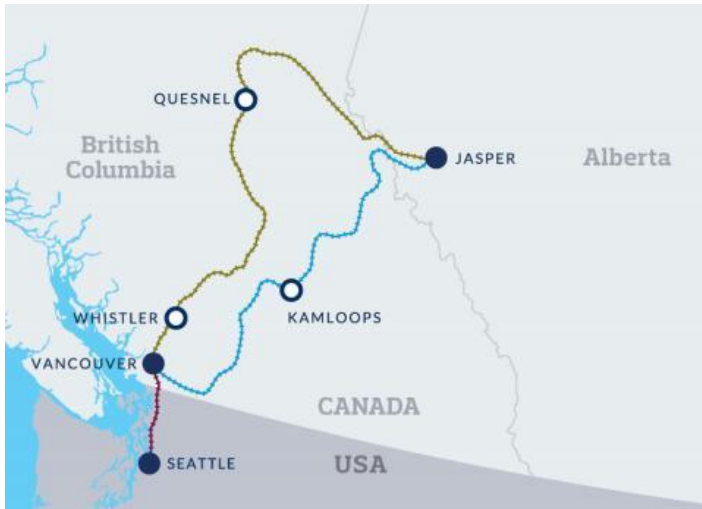 QUESNEL
British
Columbia
JASPER
Alberta
WHISTLER
KAMLOOPS
VANCOUVER
CANADA
SEATTLE
USA